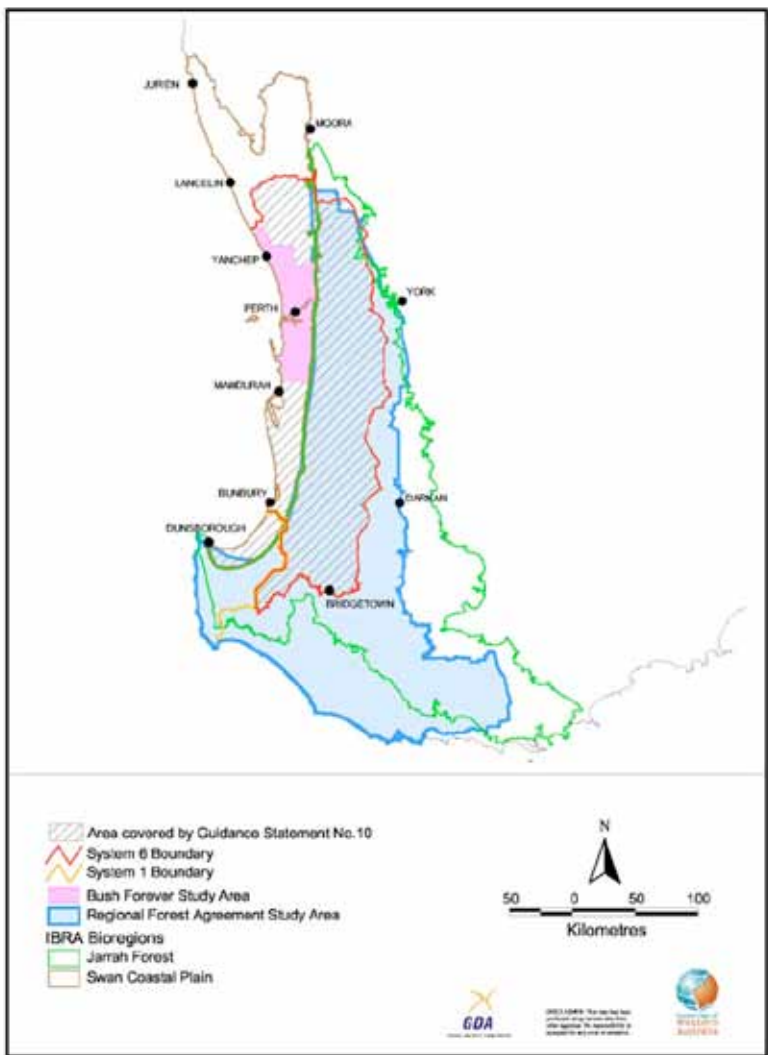 JURIEN
MOORA
LANCELIN
YANCHEP
YORK
PERTH
MANDURAH
BUNBURY
DARKAN
DUNSBOROUGH
BRIDGETOWN
Area covered by Guidance Statement No.10
System 6 Boundary
System 1 Boundary
Bush Forever Study Area
Regional Forest Agreement Study Area
IBRA Bioregions
Jarrah Forest
Swan Coastal Plain
N
50 0 50 100
Kilometres
GDA